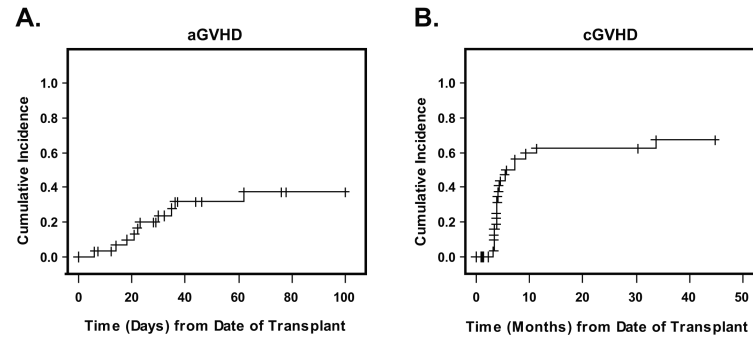 A.
aGVHD
Cumulative Incidence
1.0
0.8
0.6
0.4
0.2
0.0
0 20 40 60 80 100
Time (Days) from Date of Transplant
B.
cGVHD
Cumulative Incidence
1.0
0.8
0.6
0.4
0.2
0.0
0 10 20 30 40 50
Time (Months) from Date of Transplant